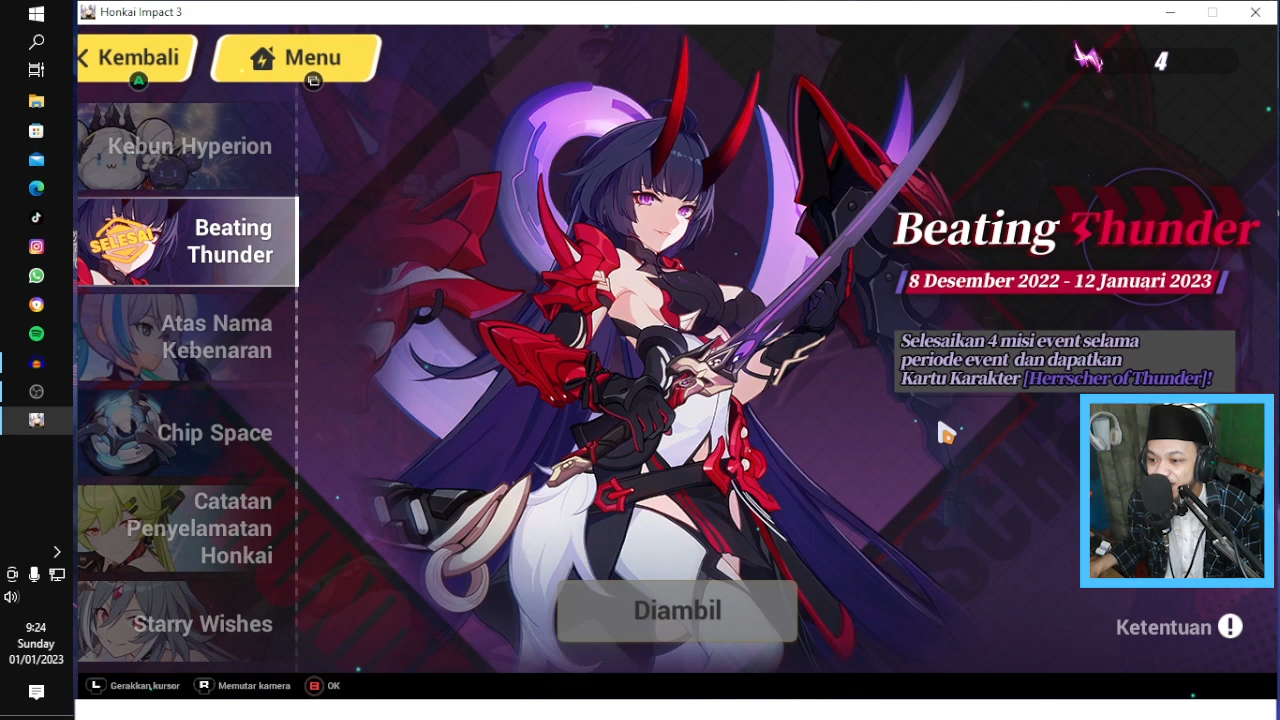 Honkai Impact 3
Kembali
A
Menu
4
Kebun Hyperion
SELESAI
Beating
Thunder
Atas Nama
Kebenaran
Chip Space
Catatan
Penyelamatan
Honkai
Starry Wishes
Beating Thunder
8 Desember 2022 - 12 Januari 2023
Selesaikan 4 misi event selama
periode event dan dapatkan
Kartu Karakter [Herrscher of Thunder]!
Diambil
Ketentuan
L Gerakkan kursor
R Memutar kamera
B OK
9:24
Sunday
01/01/2023